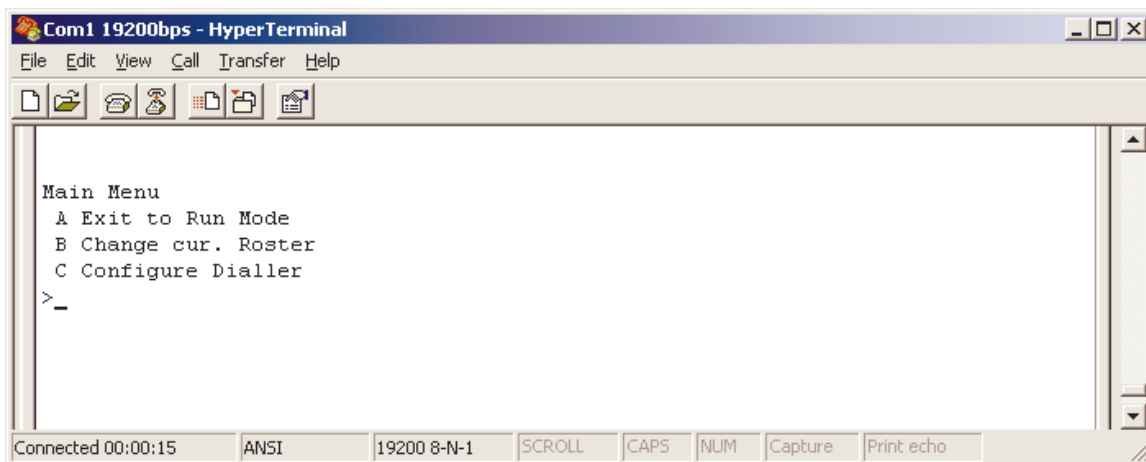 Com1 19200bps - HyperTerminal
File Edit View Call Transfer Help
Main Menu
A Exit to Run Mode
B Change cur. Roster
C Configure Dialler
>_
Connected 00:00:15 ANSI 19200 8-N-1 SCROLL CAPS NUM Capture Print echo